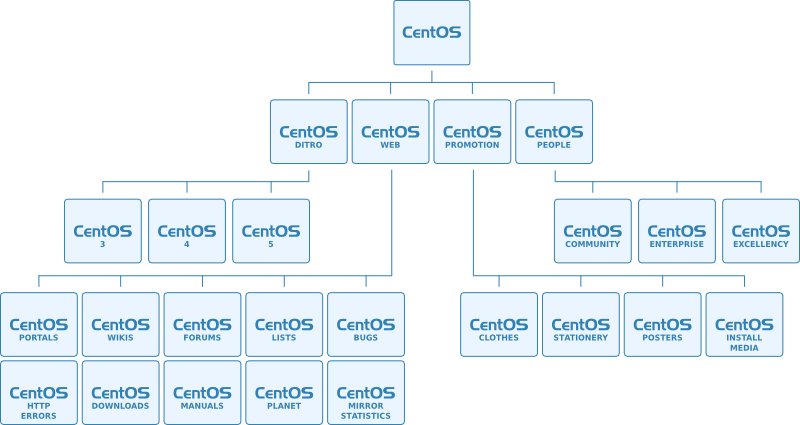 CentOS
CentOS
DITRO
CentOS
WEB
CentOS
PROMOTION
CentOS
PEOPLE
CentOS
3
CentOS
4
CentOS
5
CentOS
COMMUNITY
CentOS
ENTERPRISE
CentOS
EXCELLENCY
CentOS
PORTALS
CentOS
WIKIS
CentOS
FORUMS
CentOS
LISTS
CentOS
BUGS
CentOS
CLOTHES
CentOS
STATIONERY
CentOS
POSTERS
CentOS
INSTALL
MEDIA
CentOS
HTTP
ERRORS
CentOS
DOWNLOADS
CentOS
MANUALS
CentOS
PLANET
CentOS
MIRROR
STATISTICS